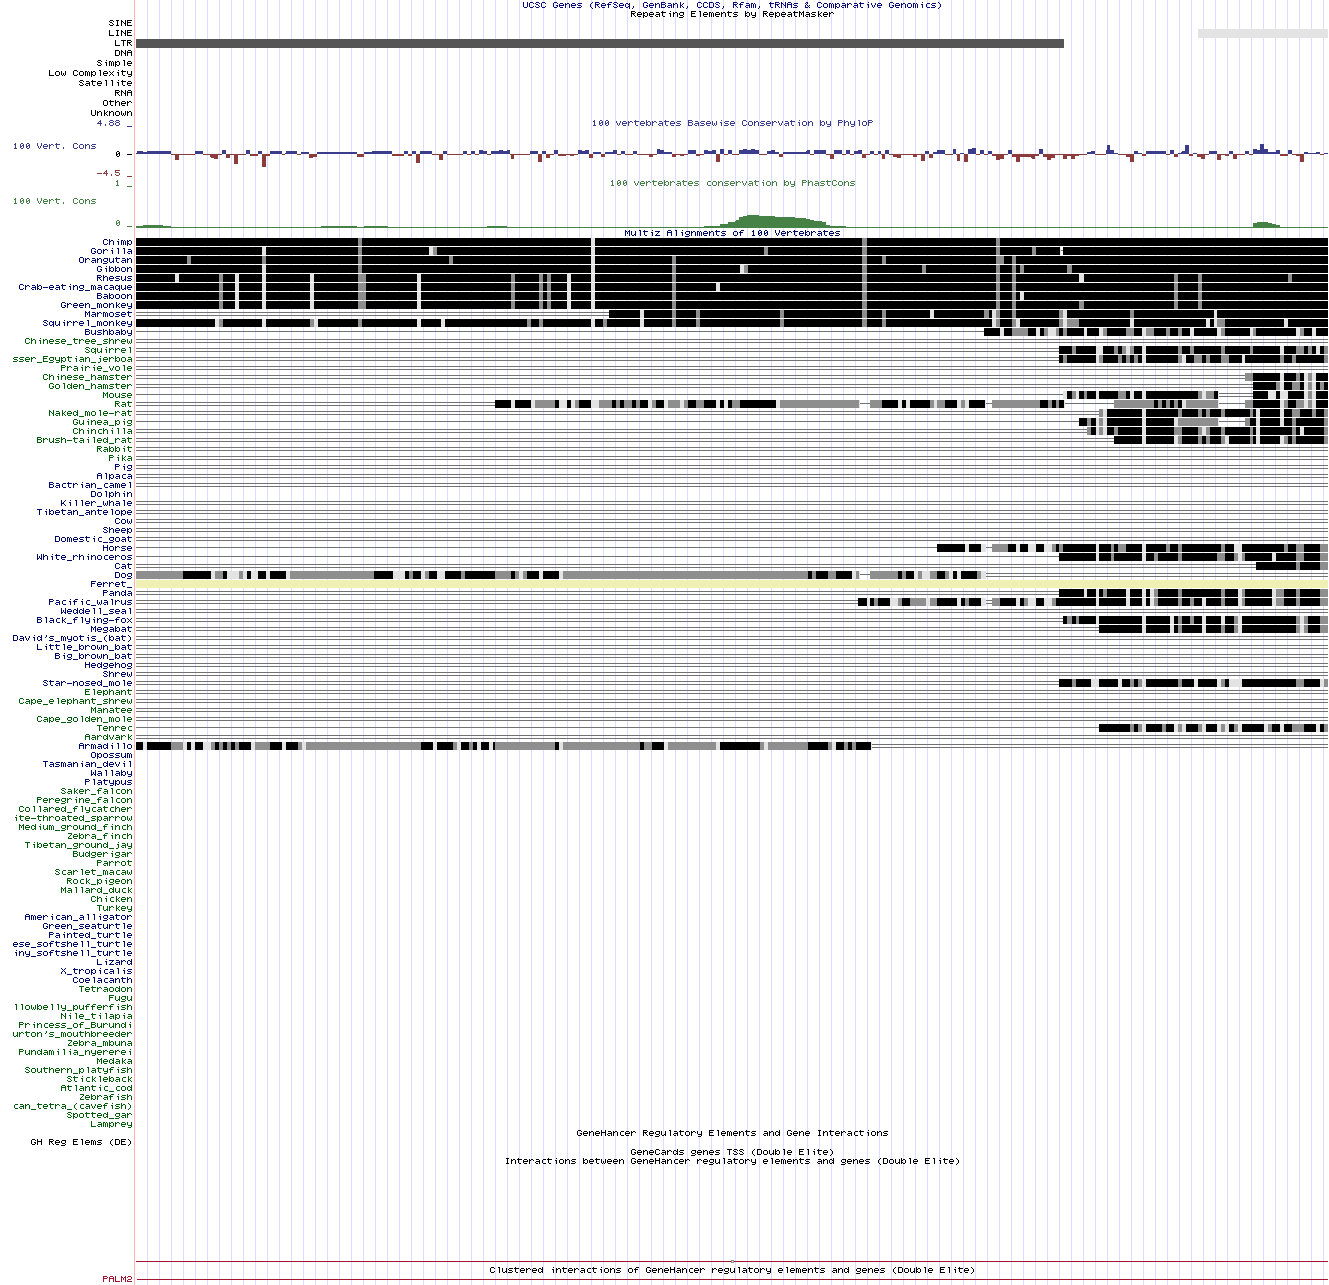 UCSC Genes (RefSeq, GenBank, CCDS, Rfam, tRNAs & Comparative Genomics)
Repeating Elements by RepeatMasker
SINE
LINE
LTR
DNA
Simple
Low Complexity
Satellite
RNA
Other
Unknown
100 vertebrates Basewise Conservation by PhyloP
4.88 _
100 Vert. Cons
0 -
-4.5 _
100 vertebrates conservation by PhastCons
1 _
100 Vert. Cons
0 _
Multiz Alignments of 100 Vertebrates
Chimp
Gorilla
Orangutan
Gibbon
Rhesus
Crab-eating_macaque
Baboon
Green_monkey
Marmoset
Squirrel_monkey
Bushbaby
Chinese_tree_shrew
Squirrel
sser_Egyptian_jerboa
Prairie_vole
Chinese_hamster
Golden_hamster
Mouse
Rat
Naked_mole-rat
Guinea_pig
Chinchilla
Brush-tailed_rat
Rabbit
Pika
Pig
Alpaca
Bactrian_camel
Dolphin
Killer_whale
Tibetan_antelope
Cow
Sheep
Domestic_goat
Horse
White_rhinoceros
Cat
Dog
Ferret_
Panda
Pacific_walrus
Weddell_seal
Black_flying-fox
Megabat
David's_myotis_(bat)
Little_brown_bat
Big_brown_bat
Hedgehog
Shrew
Star-nosed_mole
Elephant
Cape_elephant_shrew
Manatee
Cape_golden_mole
Tenrec
Aardvark
Armadillo
Opossum
Tasmanian_devil
Wallaby
Platypus
Saker_falcon
Peregrine_falcon
Collared_flycatcher
ite-throated_sparrow
Medium_ground_finch
Zebra_finch
Tibetan_ground_jay
Budgerigar
Parrot
Scarlet_macaw
Rock_pigeon
Mallard_duck
Chicken
Turkey
American_alligator
Green_seaturtle
Painted_turtle
ese_softshell_turtle
iny_softshell_turtle
Lizard
X_tropicalis
Coelacanth
Tetraodon
Fugu
llowbelly_pufferfish
Nile_tilapia
Princess_of_Burundi
urton's_mouthbreeder
Zebra_mbuna
Pundamilia_nyererei
Medaka
Southern_platyfish
Stickleback
Atlantic_cod
Zebrafish
can_tetra_(cavefish)
Spotted_gar
Lamprey
GeneHancer Regulatory Elements and Gene Interactions
GH Reg Elems (DE)
GeneCards genes TSS (Double Elite)
Interactions between GeneHancer regulatory elements and genes (Double Elite)
Clustered interactions of GeneHancer regulatory elements and genes (Double Elite)
PALM2